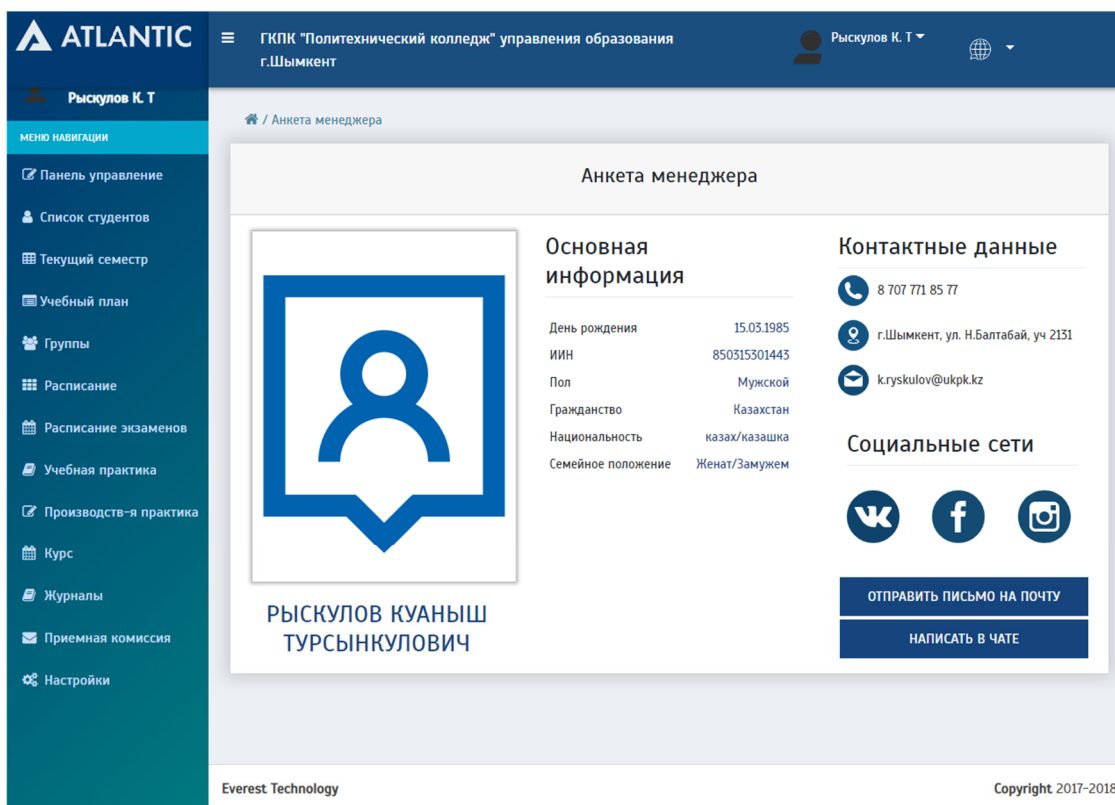 ATLANTIC
ГКПК "Политехнический колледж" управления образования
г.Шымкент
Рыскулов К. Т
Рыскулов К. Т
МЕНЮ НАВИГАЦИИ
Панель управление
Список студентов
Текущий семестр
Учебный план
Группы
Расписание
Расписание экзаменов
Учебная практика
Производств-я практика
Курс
Журналы
Приемная комиссия
Настройки
/ Анкета менеджера
Анкета менеджера
РЫСКУЛОВ КУАНЫШ
ТУРСЫНКУЛОВИЧ
Основная
информация
День рождения 15.03.1985
ИИН 850315301443
Пол Мужской
Гражданство Казахстан
Национальность казах/казашка
Семейное положение Женат/Замужем
Контактные данные
8 707 771 85 77
г.Шымкент, ул. Н.Балтабай, уч 2131
k.ryskulov@ukpk.kz
Социальные сети
ОТПРАВИТЬ ПИСЬМО НА ПОЧТУ
НАПИСАТЬ В ЧАТЕ
Everest Technology
Copyright 2017-2018